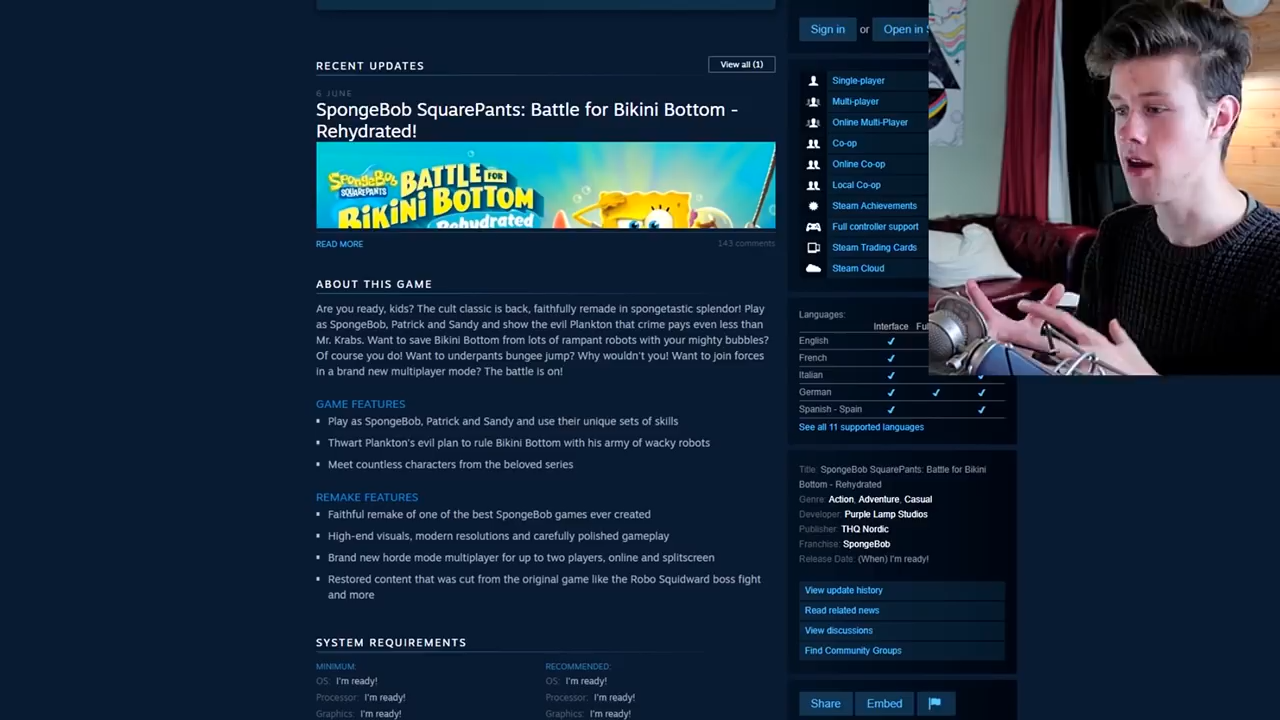 Sign in or Open in
RECENT UPDATES
View all (1)
6 JUNE
SpongeBob SquarePants: Battle for Bikini Bottom -
Rehydrated!
SpongeBob
SQUAREPANTS
BATTLE FOR
BIKINI BOTTOM
Rehydrated
READ MORE
143 comments
ABOUT THIS GAME
Are you ready, kids? The cult classic is back, faithfully remade in spongetastic splendor! Play
as SpongeBob, Patrick and Sandy and show the evil Plankton that crime pays even less than
Mr. Krabs. Want to save Bikini Bottom from lots of rampant robots with your mighty bubbles?
Of course you do! Want to underpants bungee jump? Why wouldn't you! Want to join forces
in a brand new multiplayer mode? The battle is on!
GAME FEATURES
Play as SpongeBob, Patrick and Sandy and use their unique sets of skills
Thwart Plankton's evil plan to rule Bikini Bottom with his army of wacky robots
Meet countless characters from the beloved series
REMAKE FEATURES
Faithful remake of one of the best SpongeBob games ever created
High-end visuals, modern resolutions and carefully polished gameplay
Brand new horde mode multiplayer for up to two players, online and splitscreen
Restored content that was cut from the original game like the Robo Squidward boss fight
and more
SYSTEM REQUIREMENTS
MINIMUM:
OS: I'm ready!
Processor: I'm ready!
Graphics: I'm ready!
RECOMMENDED:
OS: I'm ready!
Processor: I'm ready!
Graphics: I'm ready!
Single-player
Multi-player
Online Multi-Player
Co-op
Online Co-op
Local Co-op
Steam Achievements
Full controller support
Steam Trading Cards
Steam Cloud
Languages:
Interface
English
French
Italian
German
Spanish - Spain
See all 11 supported languages
Title: SpongeBob SquarePants: Battle for Bikini
Bottom - Rehydrated
Genre: Action, Adventure, Casual
Developer: Purple Lamp Studios
Publisher: THQ Nordic
Franchise: SpongeBob
Release Date: (When) I'm ready!
View update history
Read related news
View discussions
Find Community Groups
Share
Embed